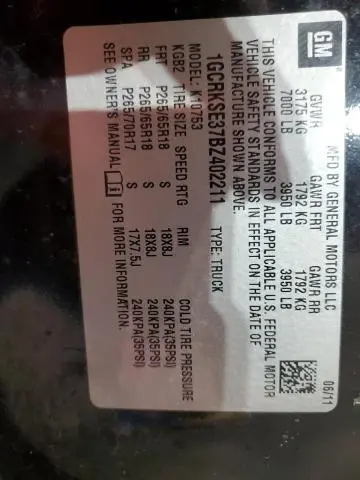 GM
MFD BY GENERAL MOTORS LLC
06/11
GVWR GAWR FRT GAWR RR
3175 KG 1792 KG 1792 KG
7000 LB 3950 LB 3950 LB
THIS VEHICLE CONFORMS TO ALL APPLICABLE U.S. FEDERAL MOTOR
VEHICLE SAFETY STANDARDS IN EFFECT ON THE DATE OF
MANUFACTURE SHOWN ABOVE.
1GCRKSE37BZ402211 TYPE: TRUCK
MODEL: K10753
KGB2 TIRE SIZE SPEED RTG RIM COLD TIRE PRESSURE
FRT P265/65R18 S 18X8J 240KPA(35PSI)
RR P265/65R18 S 18X8J 240KPA(35PSI)
SPA P265/70R17 S 17X7.5J 240KPA(35PSI)
SEE OWNER'S MANUAL FOR MORE INFORMATION.